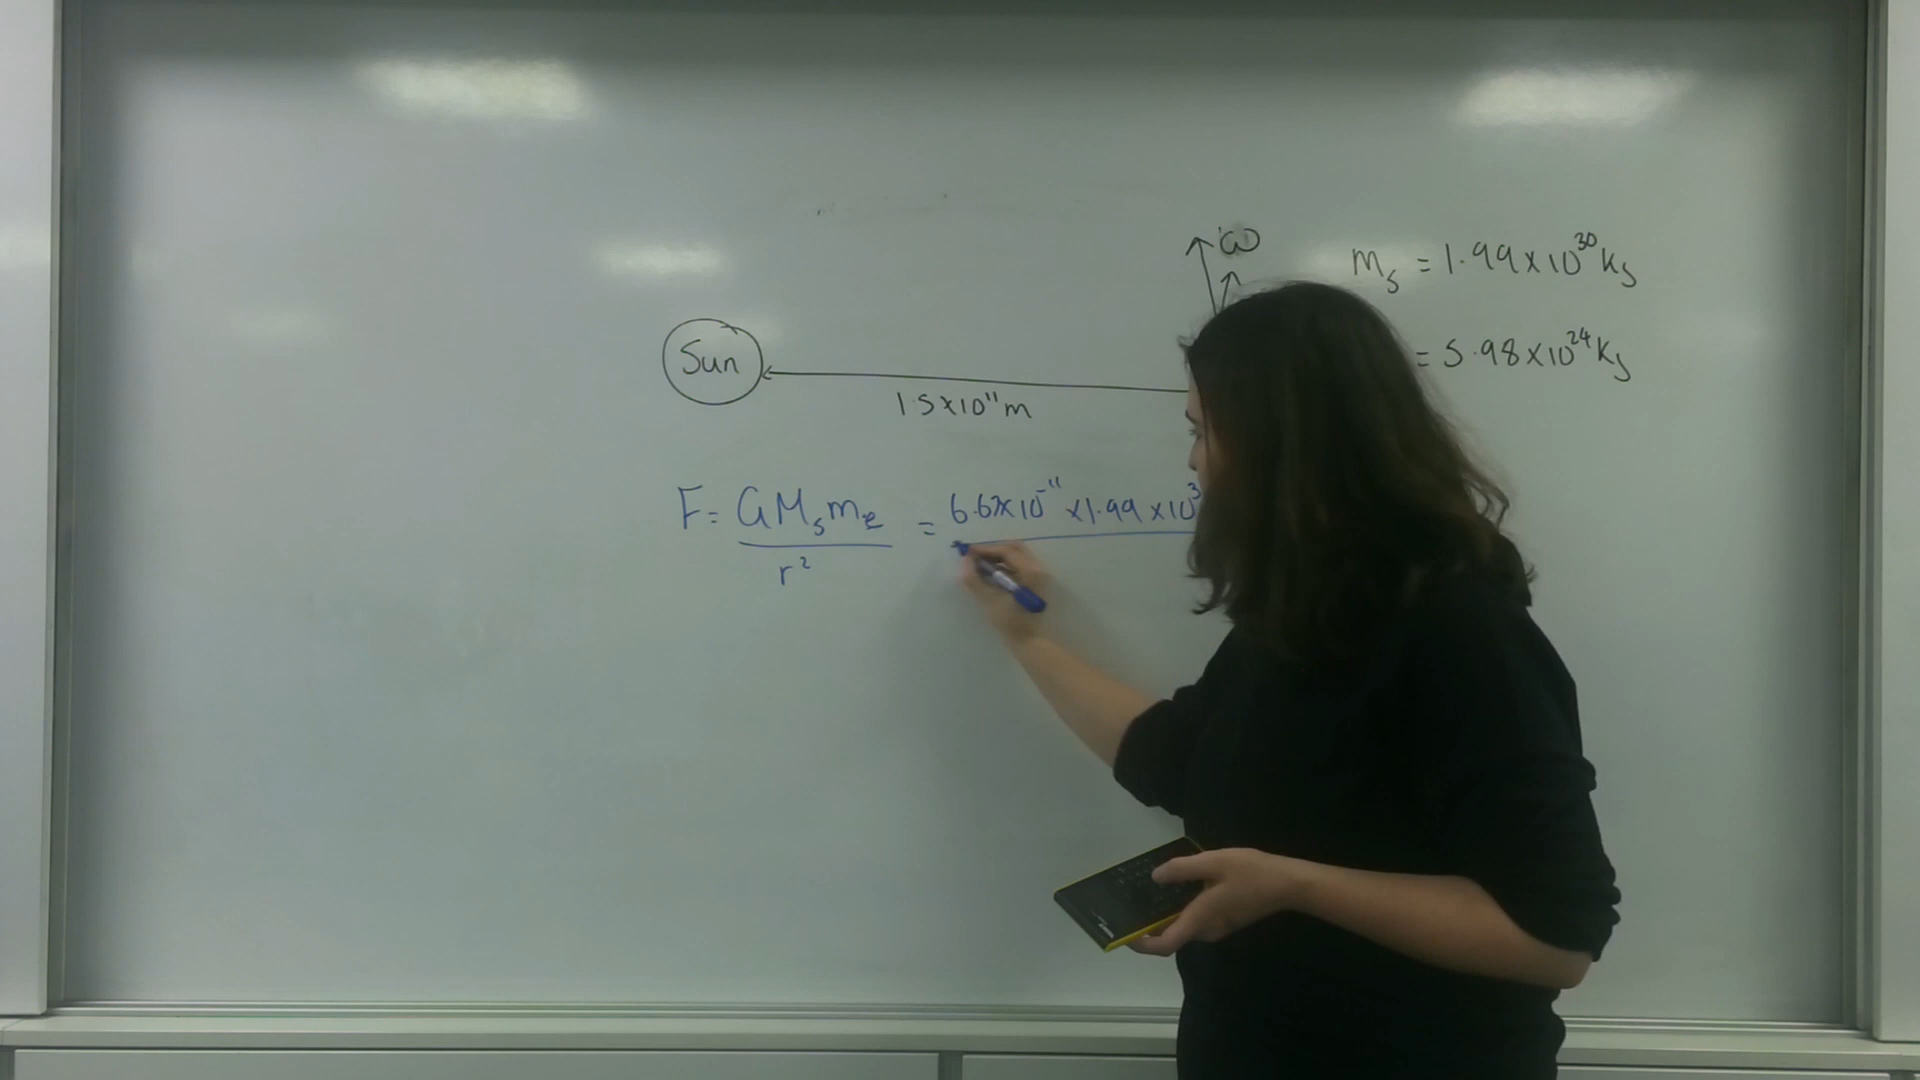 ω
Mₛ = 1.99 × 10³⁰ kg
= 5.98 × 10²⁴ kg
Sun
1.5 × 10¹¹ m
F = GMₛmₑ / r² = 6.67 × 10⁻¹¹ × 1.99 × 10³